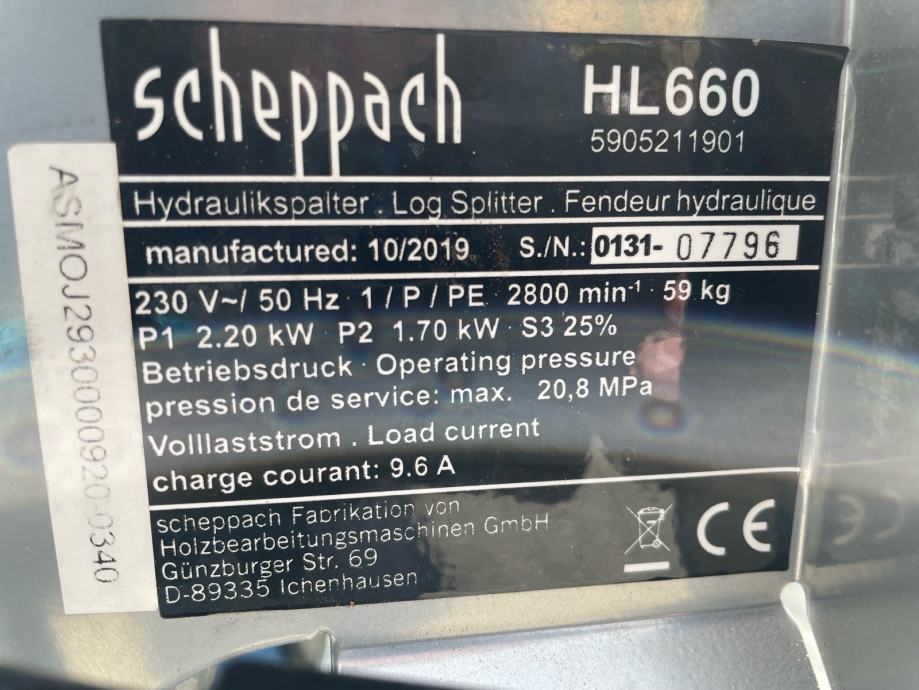 scheppach
HL660
5905211901
Hydraulikspalter . Log Splitter . Fendeur hydraulique
manufactured: 10/2019 S./N.: 0131- 07796
230 V~/ 50 Hz · 1 / P / PE · 2800 min⁻¹ · 59 kg
P1 2.20 kW · P2 1.70 kW · S3 25%
Betriebsdruck · Operating pressure
pression de service: max. 20,8 MPa
Volllaststrom . Load current
charge courant: 9.6 A
scheppach Fabrikation von
Holzbearbeitungsmaschinen GmbH
Günzburger Str. 69
D-89335 Ichenhausen
CE
ASMOJ2930000920-0340